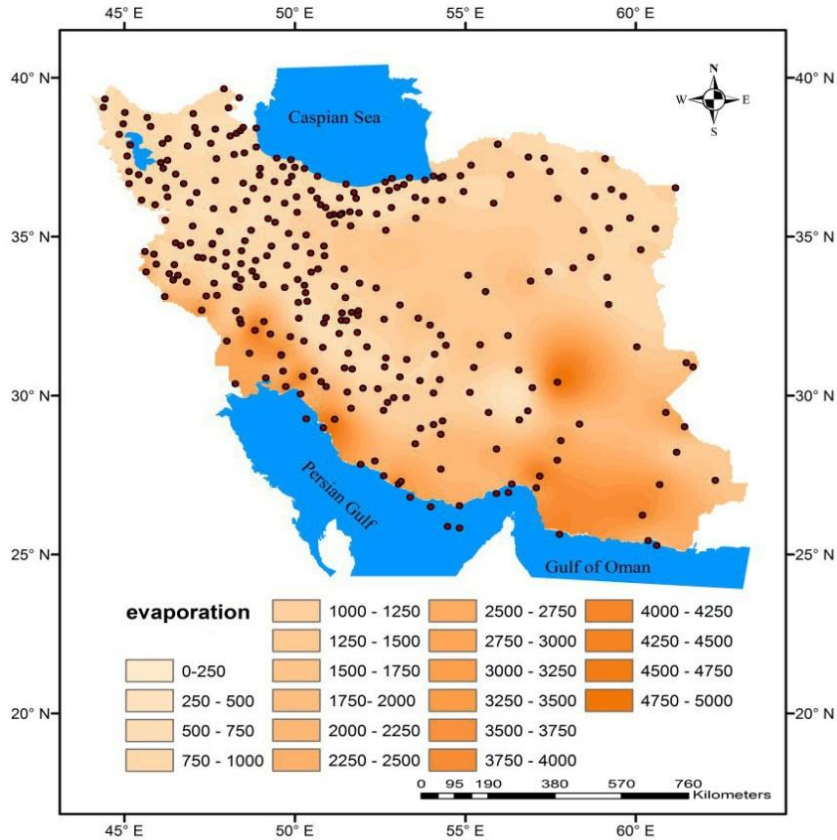 45° E 50° E 55° E 60° E
40° N 40° N
N
W E
S
Caspian Sea
35° N 35° N
30° N 30° N
Persian Gulf
25° N 25° N
Gulf of Oman
evaporation
0-250
250 - 500
500 - 750
750 - 1000
1000 - 1250
1250 - 1500
1500 - 1750
1750- 2000
2000 - 2250
2250 - 2500
2500 - 2750
2750 - 3000
3000 - 3250
3250 - 3500
3500 - 3750
3750 - 4000
4000 - 4250
4250 - 4500
4500 - 4750
4750 - 5000
20° N 20° N
0 95 190 380 570 760
Kilometers
45° E 50° E 55° E 60° E